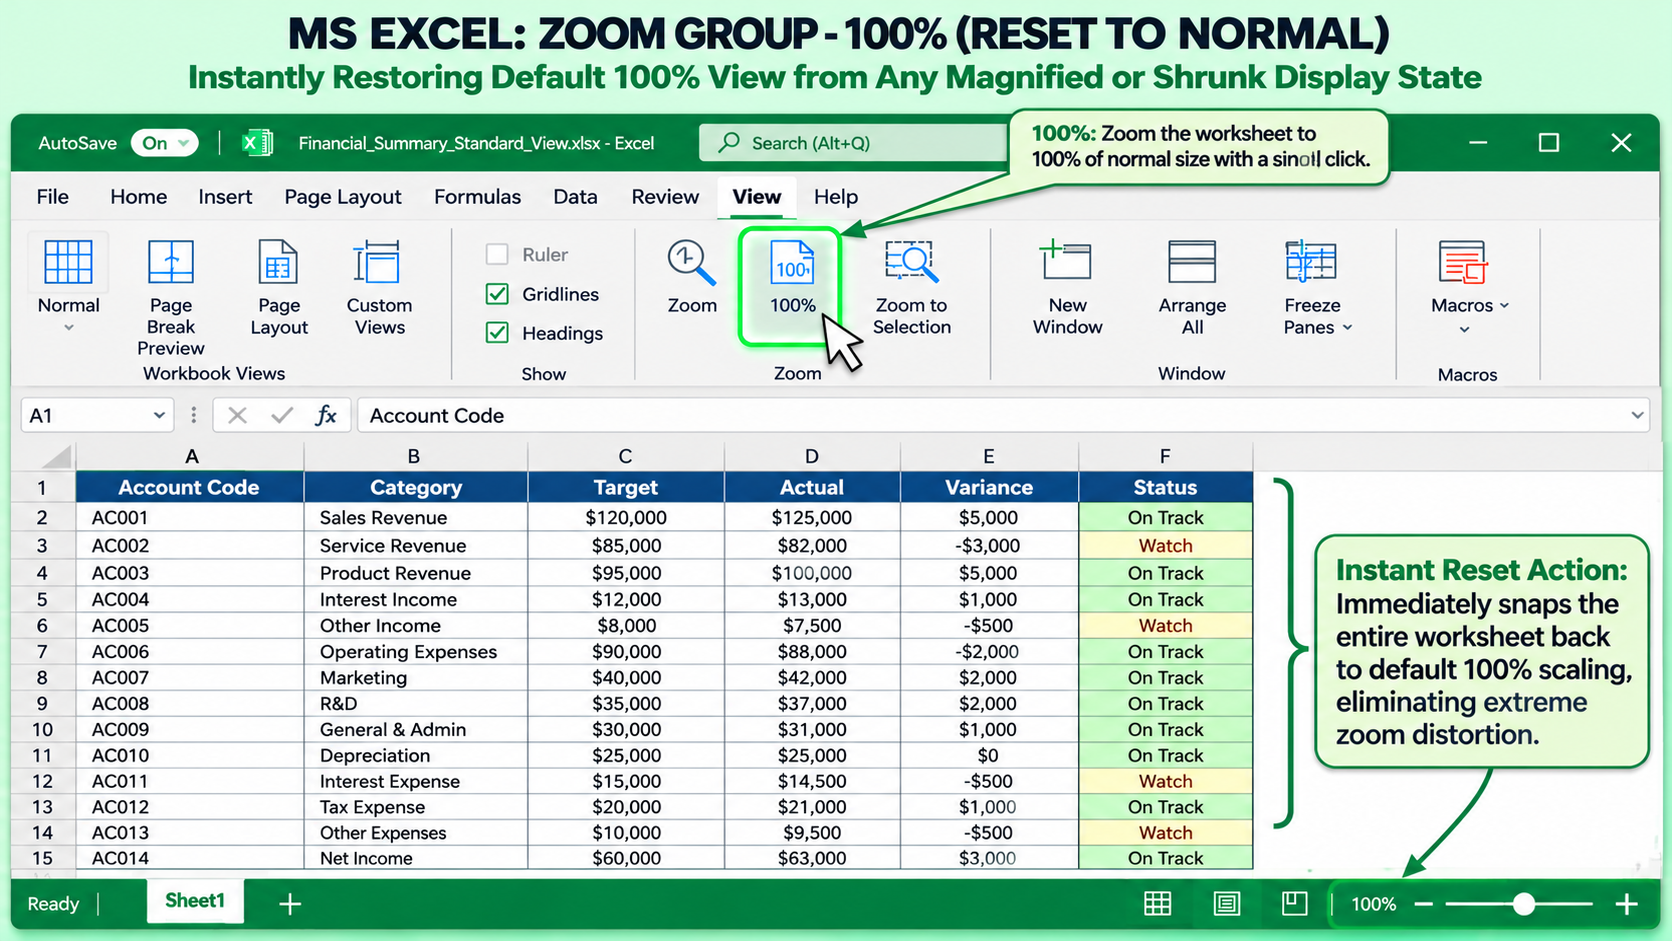 MS EXCEL: ZOOM GROUP - 100% (RESET TO NORMAL)
Instantly Restoring Default 100% View from Any Magnified or Shrunk Display State
AutoSave On Financial_Summary_Standard_View.xlsx - Excel Search (Alt+Q)
100%: Zoom the worksheet to
100% of normal size with a click.
File Home Insert Page Layout Formulas Data Review View Help
Normal
Page Break Preview
Page Layout
Custom Views
Workbook Views
Ruler
Gridlines
Headings
Show
Zoom
100%
Zoom to Selection
Zoom
New Window
Arrange All
Freeze Panes
Window
Macros
Macros
A1 fx Account Code
A B C D E F
1 Account Code Category Target Actual Variance Status
2 AC001 Sales Revenue $120,000 $125,000 $5,000 On Track
3 AC002 Service Revenue $85,000 $82,000 -$3,000 Watch
4 AC003 Product Revenue $95,000 $100,000 $5,000 On Track
5 AC004 Interest Income $12,000 $13,000 $1,000 On Track
6 AC005 Other Income $8,000 $7,500 -$500 Watch
7 AC006 Operating Expenses $90,000 $88,000 -$2,000 On Track
8 AC007 Marketing $40,000 $42,000 $2,000 On Track
9 AC008 R&D $35,000 $37,000 $2,000 On Track
10 AC009 General & Admin $30,000 $31,000 $1,000 On Track
11 AC010 Depreciation $25,000 $25,000 $0 On Track
12 AC011 Interest Expense $15,000 $14,500 -$500 Watch
13 AC012 Tax Expense $20,000 $21,000 $1,000 On Track
14 AC013 Other Expenses $10,000 $9,500 -$500 Watch
15 AC014 Net Income $60,000 $63,000 $3,000 On Track
Instant Reset Action:
Immediately snaps the
entire worksheet back
to default 100% scaling,
eliminating extreme
zoom distortion.
Ready Sheet1 100%